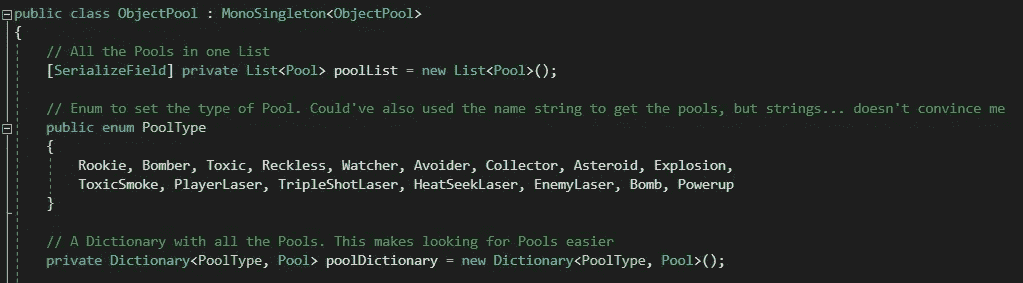 public class ObjectPool : MonoSingleton<ObjectPool>
{
// All the Pools in one List
[SerializeField] private List<Pool> poolList = new List<Pool>();
// Enum to set the type of Pool. Could've also used the name string to get the pools, but strings... doesn't convince me
public enum PoolType
{
Rookie, Bomber, Toxic, Reckless, Watcher, Avoider, Collector, Asteroid, Explosion,
ToxicSmoke, PlayerLaser, TripleShotLaser, HeatSeekLaser, EnemyLaser, Bomb, Powerup
}
// A Dictionary with all the Pools. This makes looking for Pools easier
private Dictionary<PoolType, Pool> poolDictionary = new Dictionary<PoolType, Pool>();